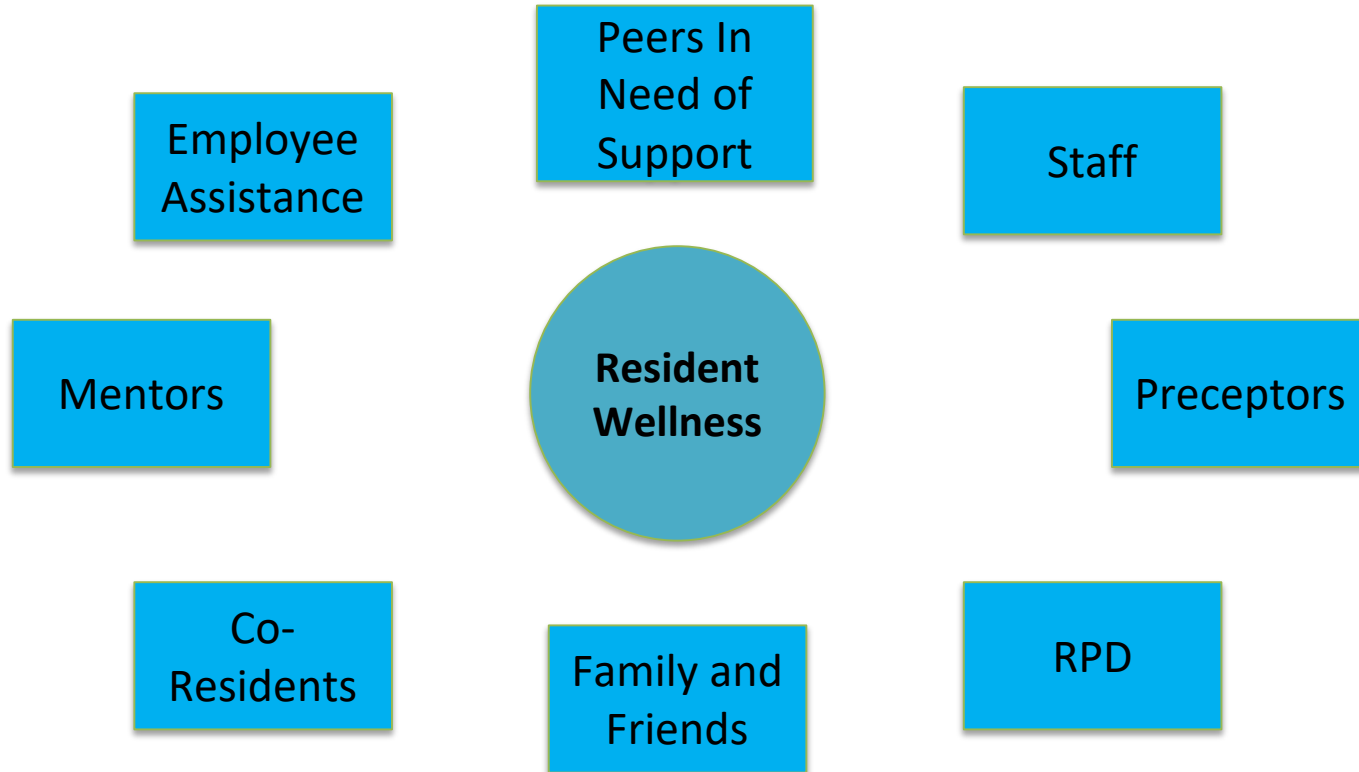 Peers In
Need of
Support
Employee
Assistance
Staff
Mentors
Resident
Wellness
Preceptors
Co-
Residents
Family and
Friends
RPD